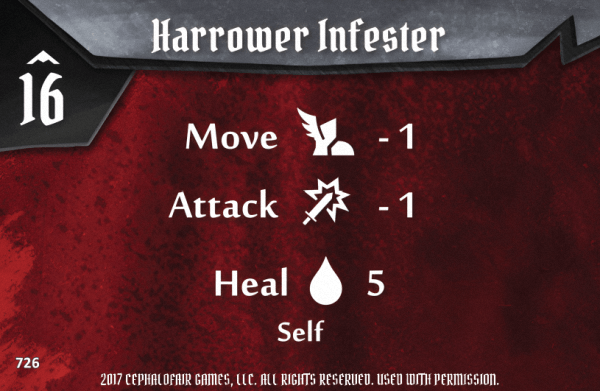 Harrower Infester
16
Move - 1
Attack - 1
Heal 5
Self
726
2017 CEPHALOFAIR GAMES, LLC. ALL RIGHTS RESERVED. USED WITH PERMISSION.